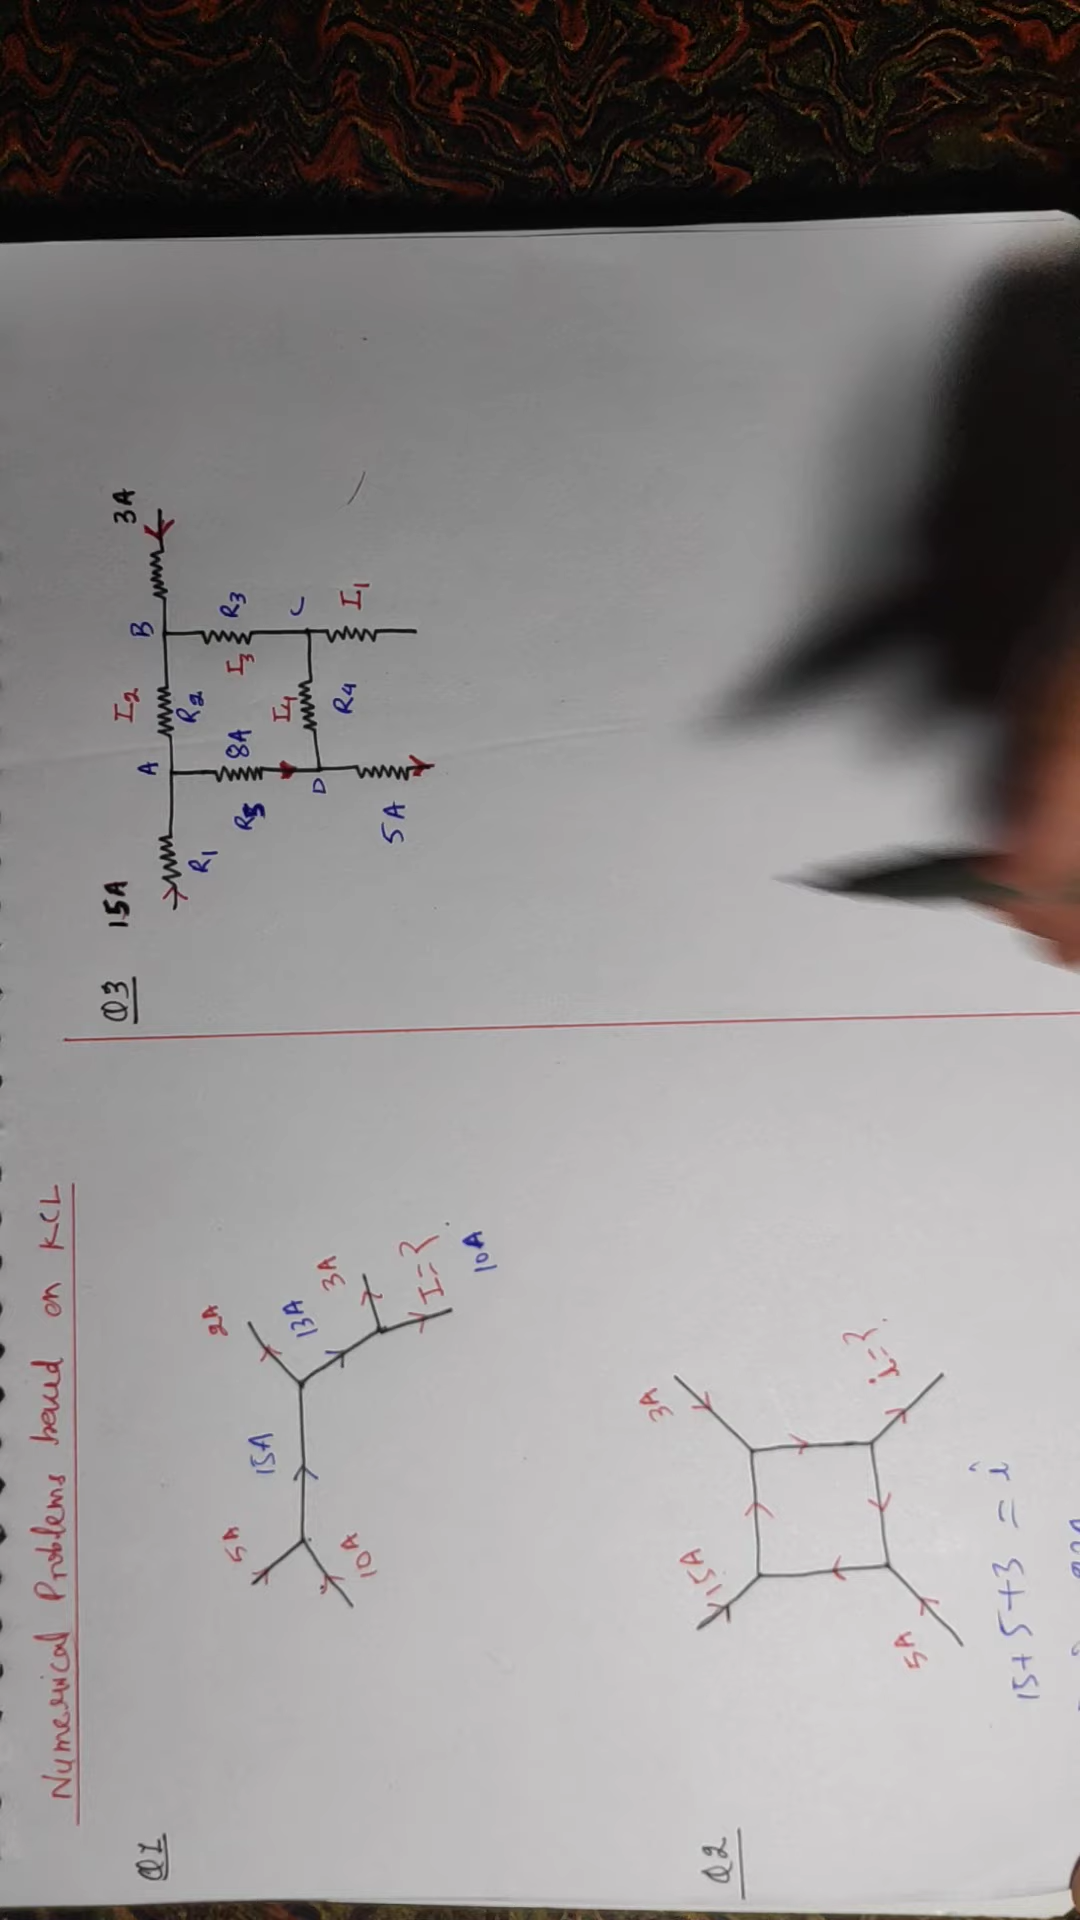 Numerical Problems based on KCL
Q1
5A
15A
2A
13A
3A
10A
I=?
10A
Q2
15A
3A
5A
i=?
15+5+3 = i
Q3
15A
I2
3A
A
B
R1
R2
R5
8A
I3
R3
I4
C
D
R4
I1
5A